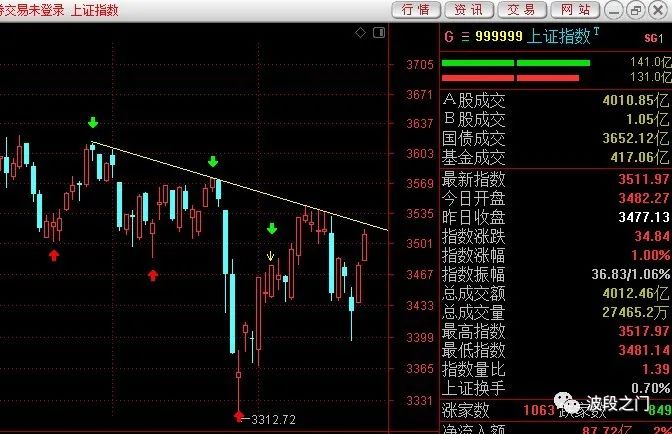 券交易未登录 上证指数
行情 资讯 交易 网站
G 三 999999 上证指数 T SG1
141.0亿
131.0亿
A股成交 4010.85亿
B股成交 1.05亿
国债成交 3652.12亿
基金成交 417.06亿
最新指数 3511.97
今日开盘 3482.27
昨日收盘 3477.13
指数涨跌 34.84
指数涨幅 1.00%
指数振幅 36.83/1.06%
总成交额 4012.46亿
总成交量 27465.2万
最高指数 3517.97
最低指数 3481.14
指数量比 1.39
上证换手 0.70%
涨家数 1063 跌家数 849
净流入额 87.72亿 2%
3705
3671
3637
3603
3569
3535
3501
3467
3433
3399
3365
3331
3312.72
波段之门